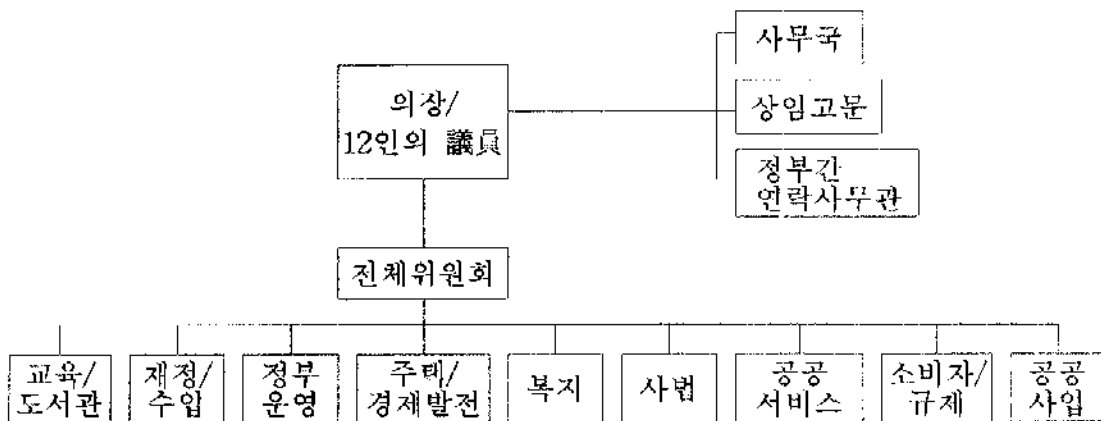 사무국
의장/
12인의 議員
상임고문
정부간
연락사무관
전체위원회
교육/
도서관
재정/
수입
정부
운영
주택/
경제발전
복지
사법
공공
서비스
소비자/
규제
공공
사입